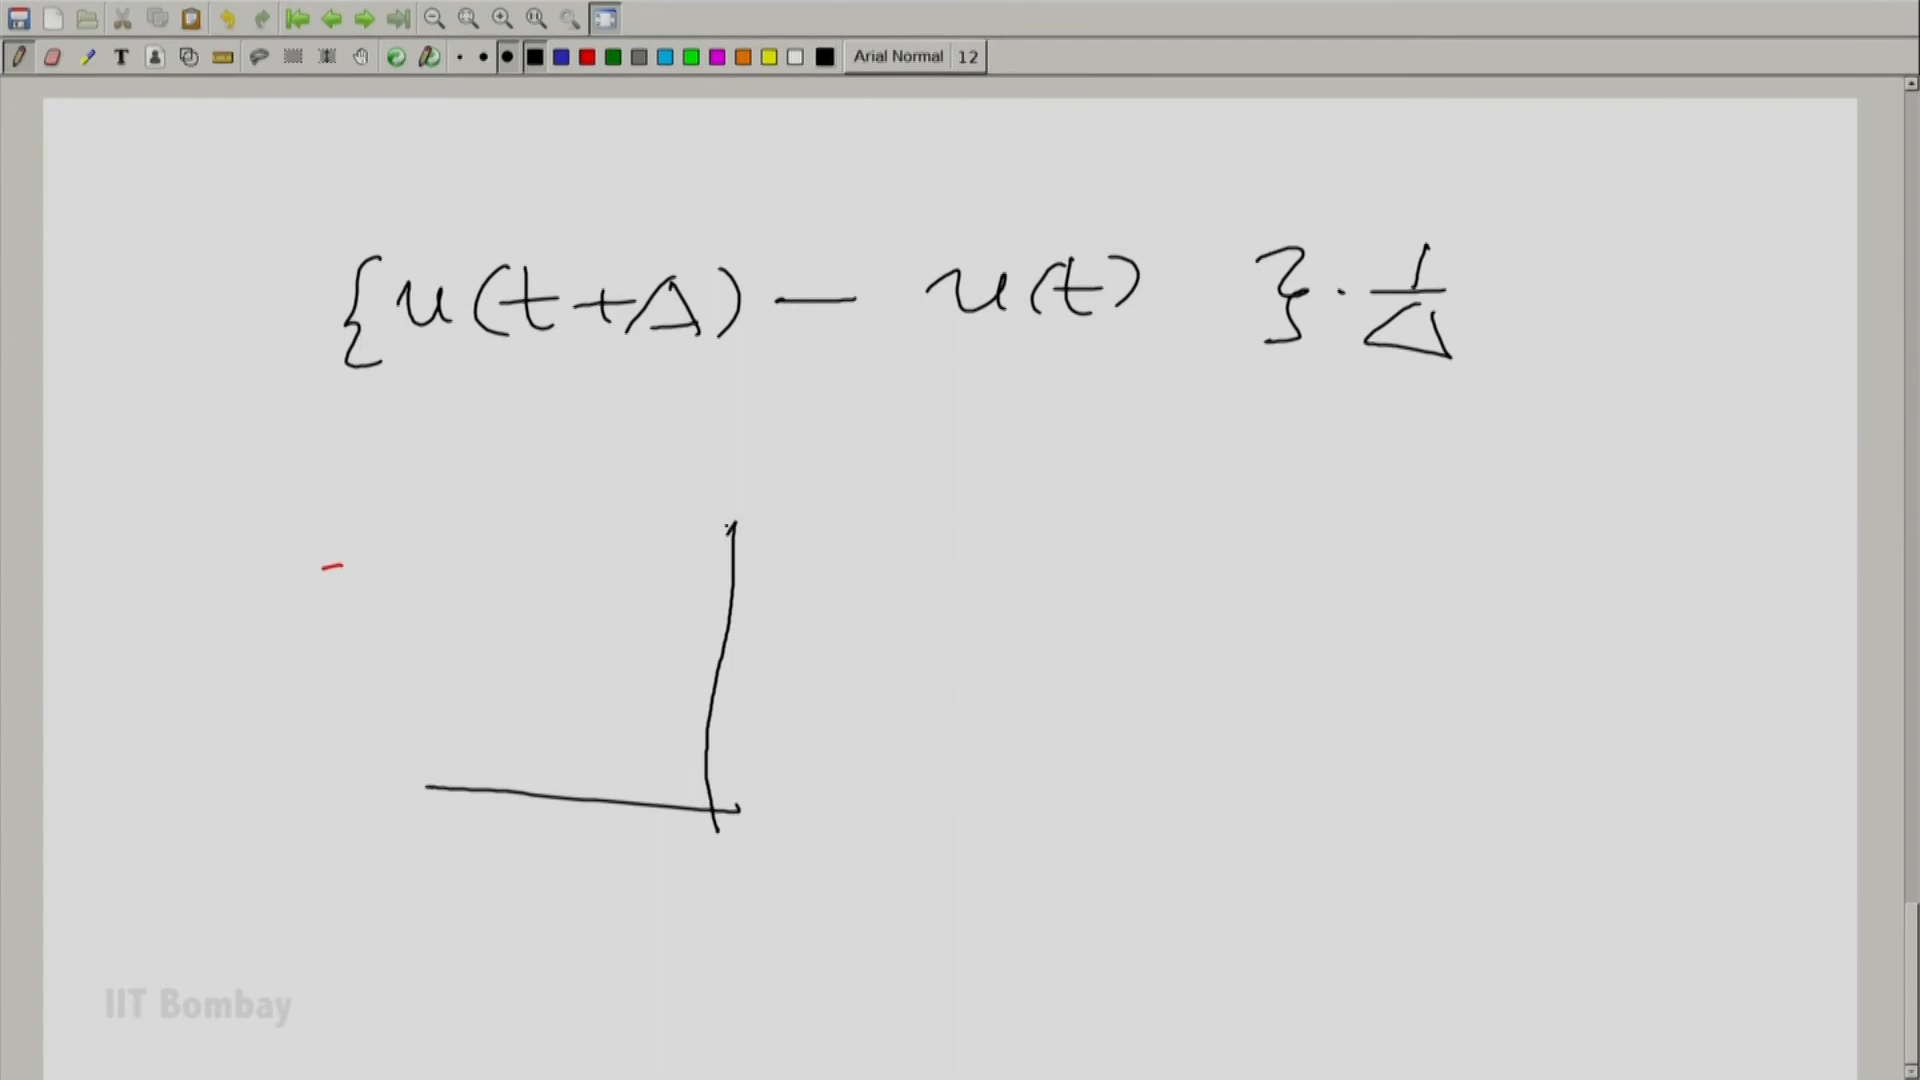 T Arial Normal 12
{u(t+Δ) — u(t) } · 1/Δ
IIT Bombay